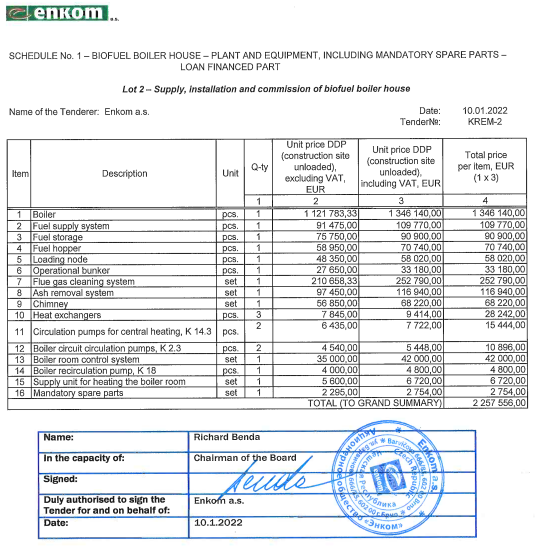 enkom a.s.
SCHEDULE No. 1 – BIOFUEL BOILER HOUSE – PLANT AND EQUIPMENT, INCLUDING MANDATORY SPARE PARTS –
LOAN FINANCED PART
Lot 2 – Supply, installation and commission of biofuel boiler house
Name of the Tenderer: Enkom a.s. Date: 10.01.2022
Tender№: KREM-2
Item Description Unit Q-ty Unit price DDP (construction site unloaded), excluding VAT, EUR Unit price DDP (construction site unloaded), including VAT, EUR Total price per item, EUR (1 x 3)
1 2 3 4
1 Boiler pcs. 1 1 121 783,33 1 346 140,00 1 346 140,00
2 Fuel supply system pcs. 1 91 475,00 109 770,00 109 770,00
3 Fuel storage pcs. 1 75 750,00 90 900,00 90 900,00
4 Fuel hopper pcs. 1 58 950,00 70 740,00 70 740,00
5 Loading node pcs. 1 48 350,00 58 020,00 58 020,00
6 Operational bunker pcs. 1 27 650,00 33 180,00 33 180,00
7 Flue gas cleaning system set 1 210 658,33 252 790,00 252 790,00
8 Ash removal system set 1 97 450,00 116 940,00 116 940,00
9 Chimney set 1 56 850,00 68 220,00 68 220,00
10 Heat exchangers pcs. 3 7 845,00 9 414,00 28 242,00
11 Circulation pumps for central heating, K 14.3 pcs. 2 6 435,00 7 722,00 15 444,00
12 Boiler circuit circulation pumps, K 2.3 pcs. 2 4 540,00 5 448,00 10 896,00
13 Boiler room control system set 1 35 000,00 42 000,00 42 000,00
14 Boiler recirculation pump, K 18 pcs. 1 4 000,00 4 800,00 4 800,00
15 Supply unit for heating the boiler room set 1 5 600,00 6 720,00 6 720,00
16 Mandatory spare parts set 1 2 295,00 2 754,00 2 754,00
TOTAL (TO GRAND SUMMARY) 2 257 556,00
Name: Richard Benda
In the capacity of: Chairman of the Board
Signed: Benda
Duly authorised to sign the
Tender for and on behalf of: Enkom a.s.
Date: 10.1.2022
Enkom a.s.
Czech Republic
«ЭНКОМ»